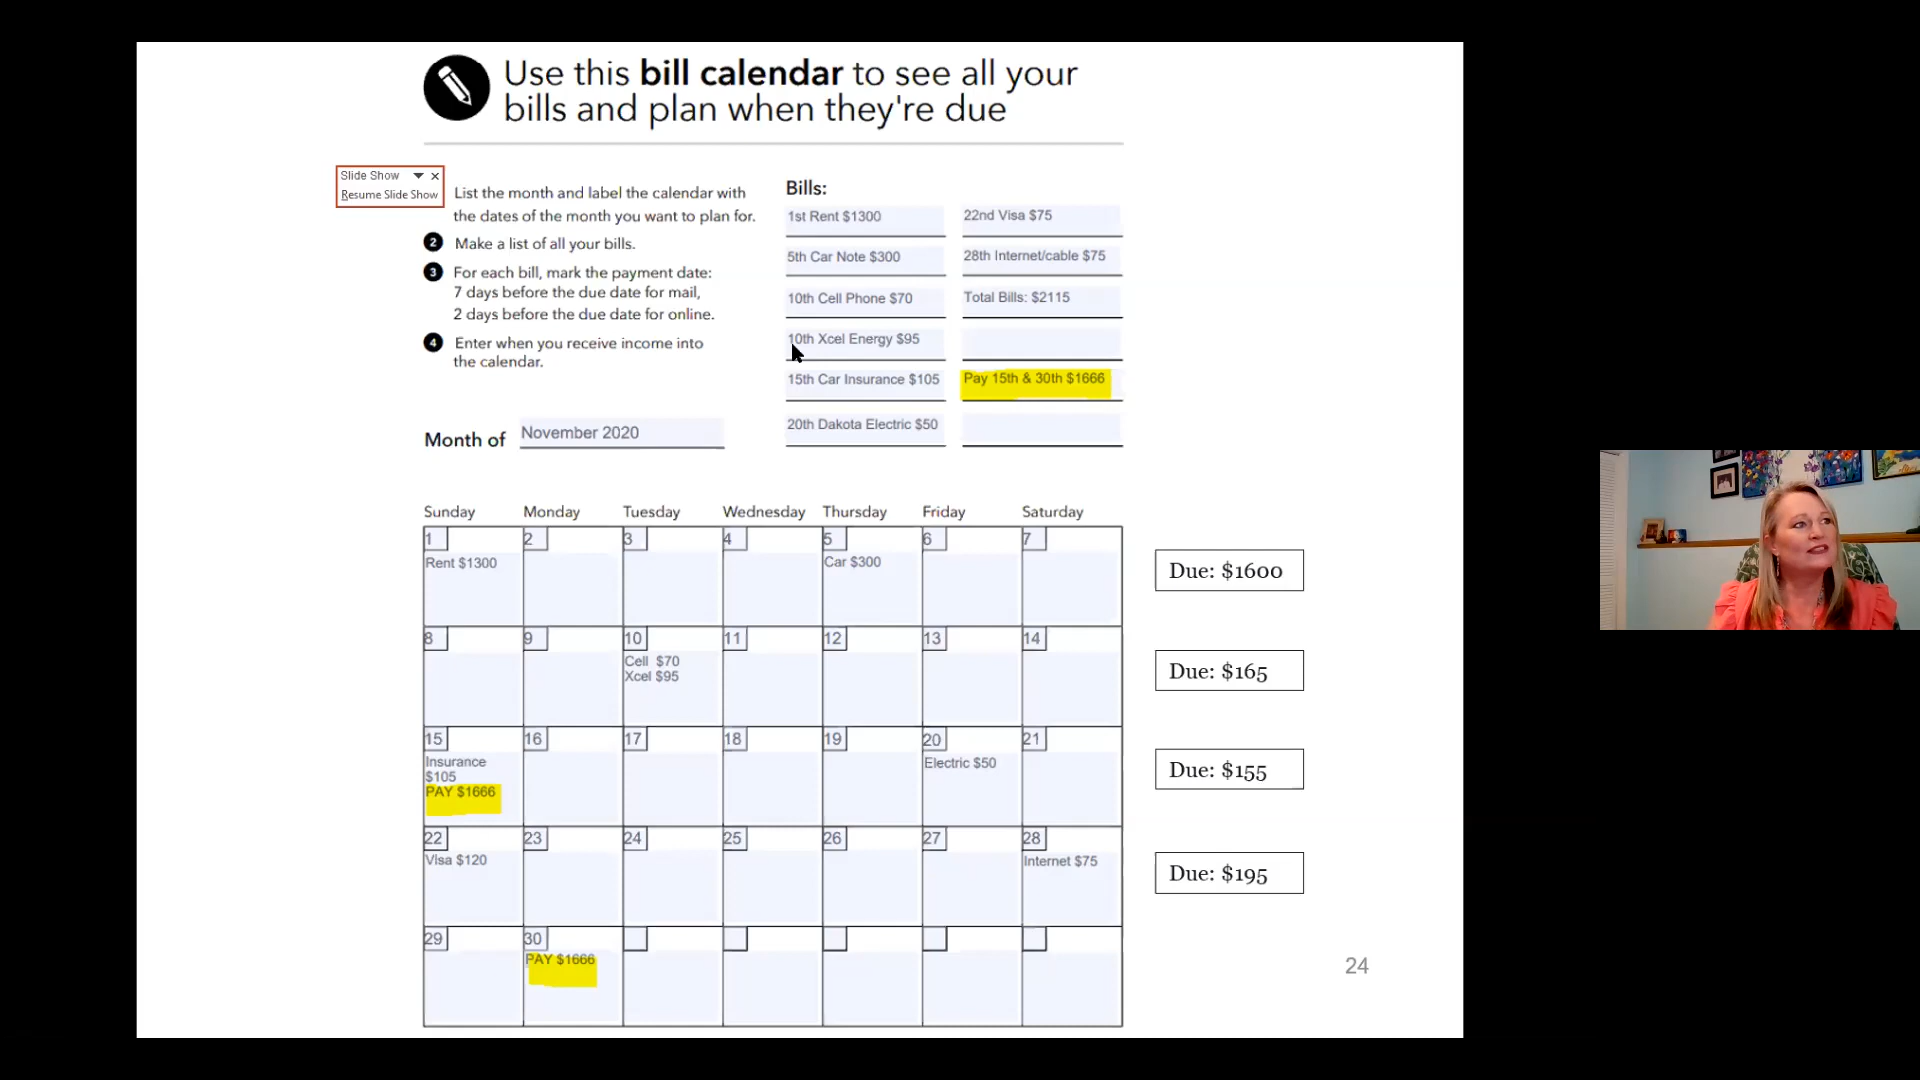 Use this bill calendar to see all your
bills and plan when they're due
Slide Show
Resume Slide Show
List the month and label the calendar with
the dates of the month you want to plan for.
2 Make a list of all your bills.
3 For each bill, mark the payment date:
7 days before the due date for mail,
2 days before the due date for online.
4 Enter when you receive income into
the calendar.
Month of November 2020
Bills:
1st Rent $1300
5th Car Note $300
10th Cell Phone $70
10th Xcel Energy $95
15th Car Insurance $105
20th Dakota Electric $50
22nd Visa $75
28th Internet/cable $75
Total Bills: $2115
Pay 15th & 30th $1666
Sunday Monday Tuesday Wednesday Thursday Friday Saturday
1 2 3 4 5 6 7
Rent $1300 Car $300
Due: $1600
8 9 10 11 12 13 14
Cell $70
Xcel $95
Due: $165
15 16 17 18 19 20 21
Insurance Electric $50
$105
PAY $1666
Due: $155
22 23 24 25 26 27 28
Visa $120 Internet $75
Due: $195
29 30
PAY $1666
24